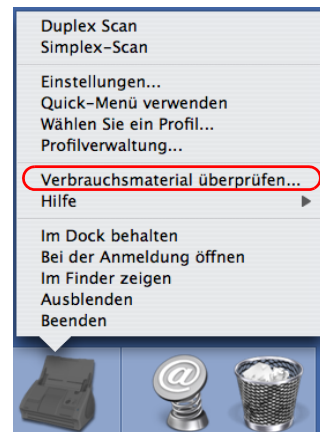 Duplex Scan
Simplex-Scan
Einstellungen...
Quick-Menü verwenden
Wählen Sie ein Profil...
Profilverwaltung...
Verbrauchsmaterial überprüfen...
Hilfe
Im Dock behalten
Bei der Anmeldung öffnen
Im Finder zeigen
Ausblenden
Beenden
@